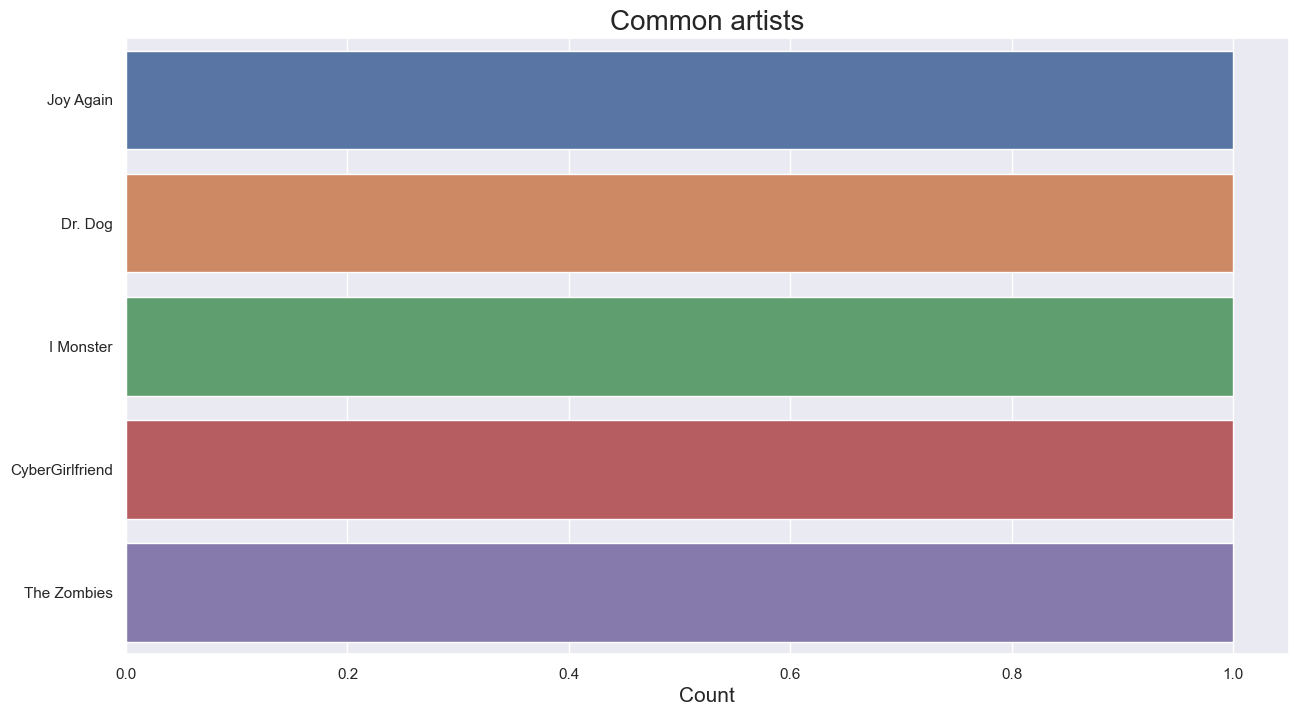 Common artists
Joy Again
Dr. Dog
I Monster
CyberGirlfriend
The Zombies
0.0 0.2 0.4 0.6 0.8 1.0
Count